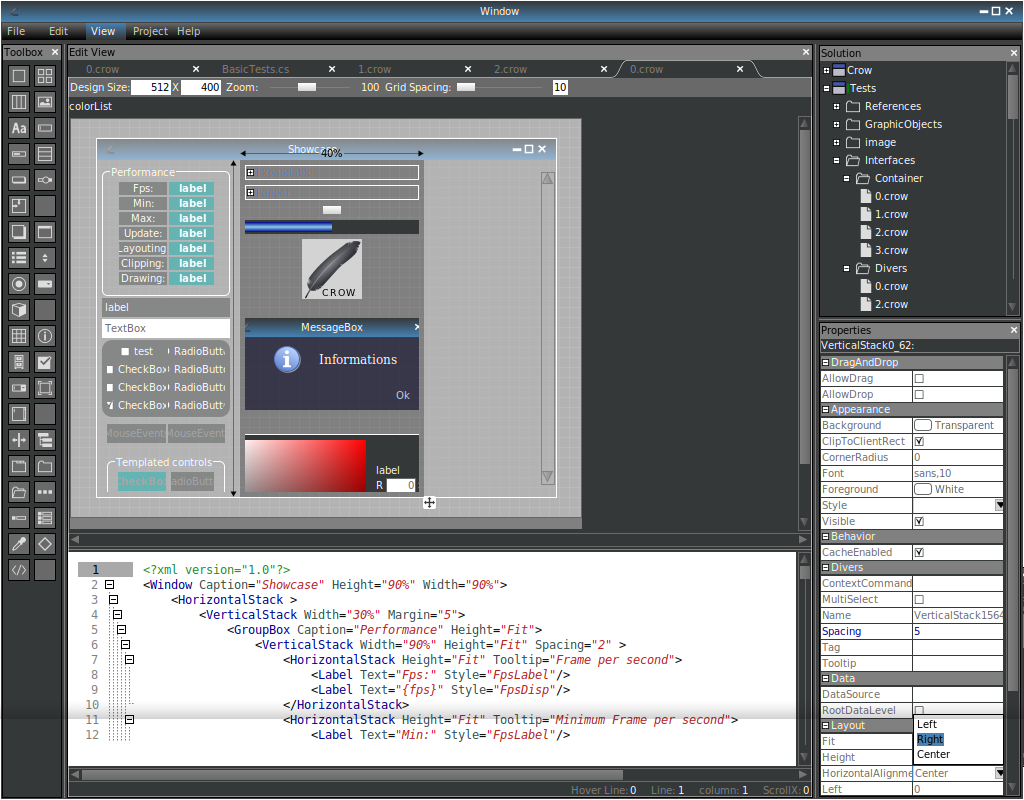 Window
File Edit View Project Help
Toolbox
Edit View
0.crow BasicTests.cs 1.crow 2.crow 0.crow
Design Size: 512 X 400 Zoom: 100 Grid Spacing: 10
colorList
40%
Performance
Fps: label
Min: label
Max: label
Update: label
Layouting label
Clipping: label
Drawing: label
label
TextBox
test RadioButt
CheckBox RadioButt
CheckBox RadioButt
CheckBox RadioButt
MouseEvent MouseEvent
Templated controls
CheckBox RadioButt
CROW
MessageBox
Informations
Ok
label
R 0
1 <?xml version="1.0"?>
2 <Window Caption="Showcase" Height="90%" Width="90%">
3 <HorizontalStack >
4 <VerticalStack Width="30%" Margin="5">
5 <GroupBox Caption="Performance" Height="Fit">
6 <VerticalStack Width="90%" Height="Fit" Spacing="2" >
7 <HorizontalStack Height="Fit" Tooltip="Frame per second">
8 <Label Text="Fps:" Style="FpsLabel"/>
9 <Label Text="{fps}" Style="FpsDisp"/>
10 </HorizontalStack>
11 <HorizontalStack Height="Fit" Tooltip="Minimum Frame per second">
12 <Label Text="Min:" Style="FpsLabel"/>
Hover Line: 0 Line: 1 column: 1 ScrollX: 0
Solution
Crow
Tests
References
GraphicObjects
image
Interfaces
Container
0.crow
1.crow
2.crow
3.crow
Divers
0.crow
2.crow
Properties
VerticalStack0_62:
DragAndDrop
AllowDrag
AllowDrop
Appearance
Background Transparent
ClipToClientRect
CornerRadius 0
Font sans,10
Foreground White
Style
Visible
Behavior
CacheEnabled
Divers
ContextCommand
MultiSelect
Name VerticalStack1564
Spacing 5
Tag
Tooltip
Data
DataSource
RootDataLevel
Layout Left
Fit Right
Height Center
HorizontalAlignme Center
Left 0